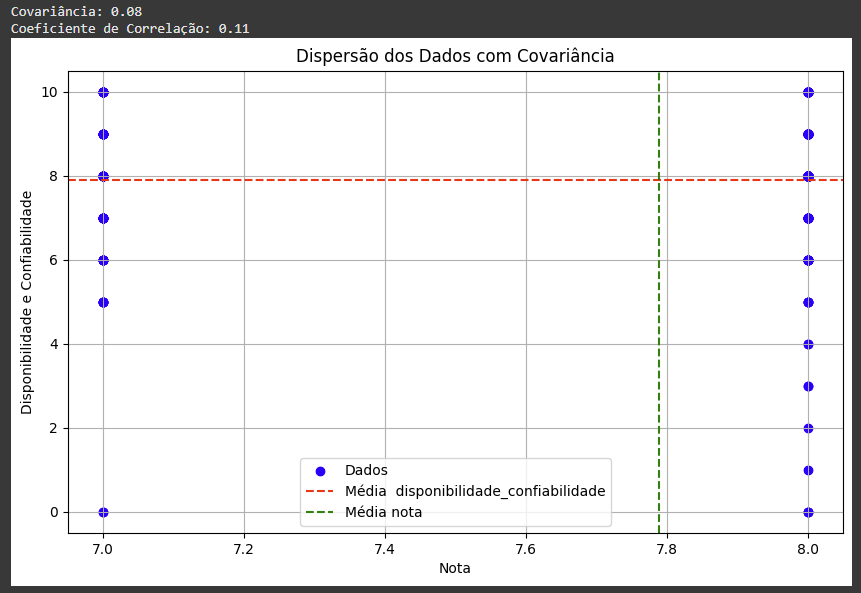 Covariância: 0.08
Coeficiente de Correlação: 0.11
Dispersão dos Dados com Covariância
Disponibilidade e Confiabilidade
10
8
6
4
2
0
Dados
Média  disponibilidade_confiabilidade
Média nota
7.0 7.2 7.4 7.6 7.8 8.0
Nota